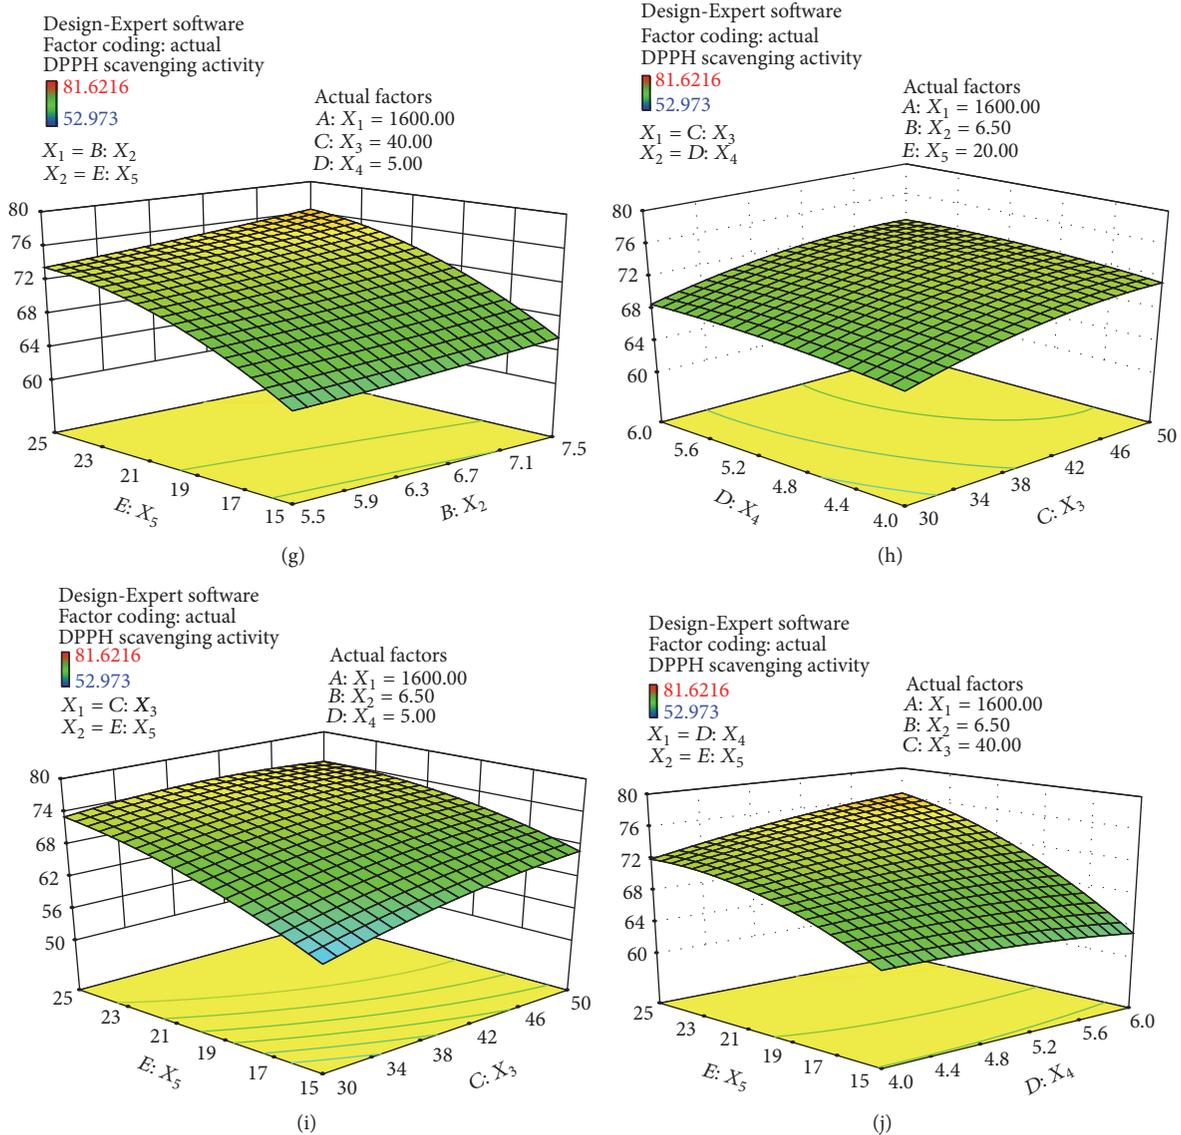 Design-Expert software
Factor coding: actual
DPPH scavenging activity
81.6216
52.973
X1 = B: X2
X2 = E: X5
Actual factors
A: X1 = 1600.00
C: X3 = 40.00
D: X4 = 5.00
80
76
72
68
64
60
25
23
21
19
17
15
5.5
5.9
6.3
6.7
7.1
7.5
E: X5
B: X2
(g)
Design-Expert software
Factor coding: actual
DPPH scavenging activity
81.6216
52.973
X1 = C: X3
X2 = D: X4
Actual factors
A: X1 = 1600.00
B: X2 = 6.50
E: X5 = 20.00
80
76
72
68
64
60
6.0
5.6
5.2
4.8
4.4
4.0
30
34
38
42
46
50
D: X4
C: X3
(h)
Design-Expert software
Factor coding: actual
DPPH scavenging activity
81.6216
52.973
X1 = C: X3
X2 = E: X5
Actual factors
A: X1 = 1600.00
B: X2 = 6.50
D: X4 = 5.00
80
74
68
62
56
50
25
23
21
19
17
15
30
34
38
42
46
50
E: X5
C: X3
(i)
Design-Expert software
Factor coding: actual
DPPH scavenging activity
81.6216
52.973
X1 = D: X4
X2 = E: X5
Actual factors
A: X1 = 1600.00
B: X2 = 6.50
C: X3 = 40.00
80
76
72
68
64
60
25
23
21
19
17
15
4.0
4.4
4.8
5.2
5.6
6.0
E: X5
D: X4
(j)